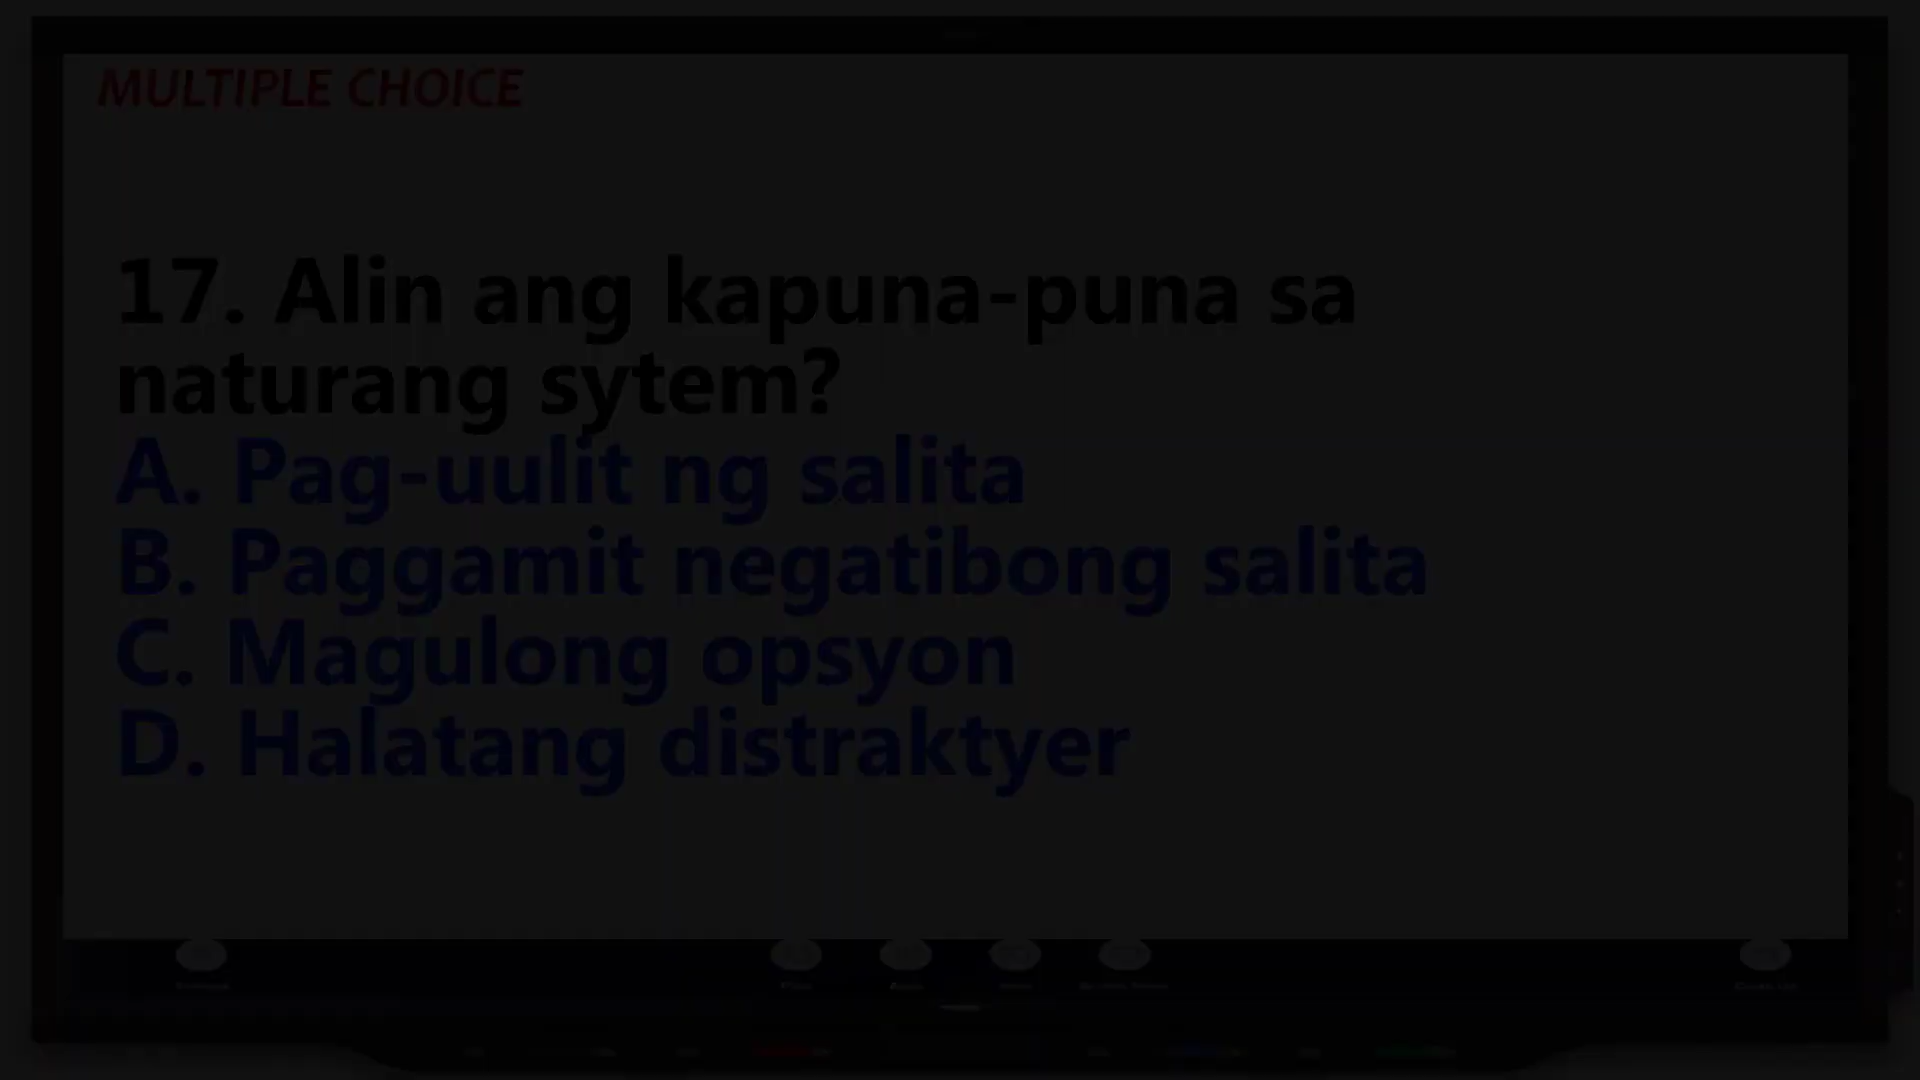 MULTIPLE CHOICE
17. Alin ang kapuna-puna sa
naturang sytem?
A. Pag-uulit ng salita
B. Paggamit negatibong salita
C. Magulong opsyon
D. Halatang distraktyer